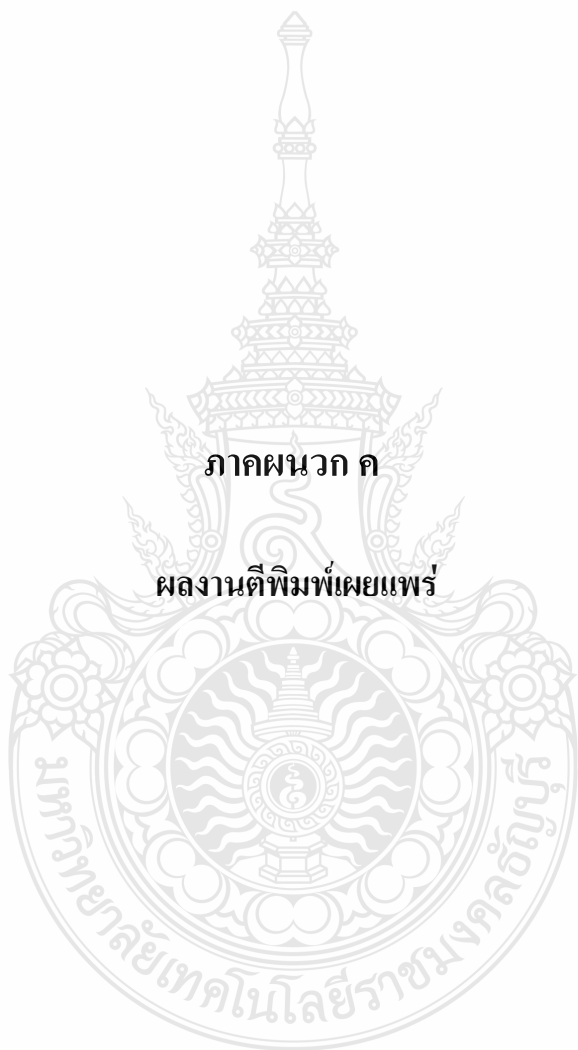 ภาคผนวก ค
ผลงานตีพิมพ์เผยแพร่
มหาวิทยาลัยเทคโนโลยีราชมงคลธัญบุรี